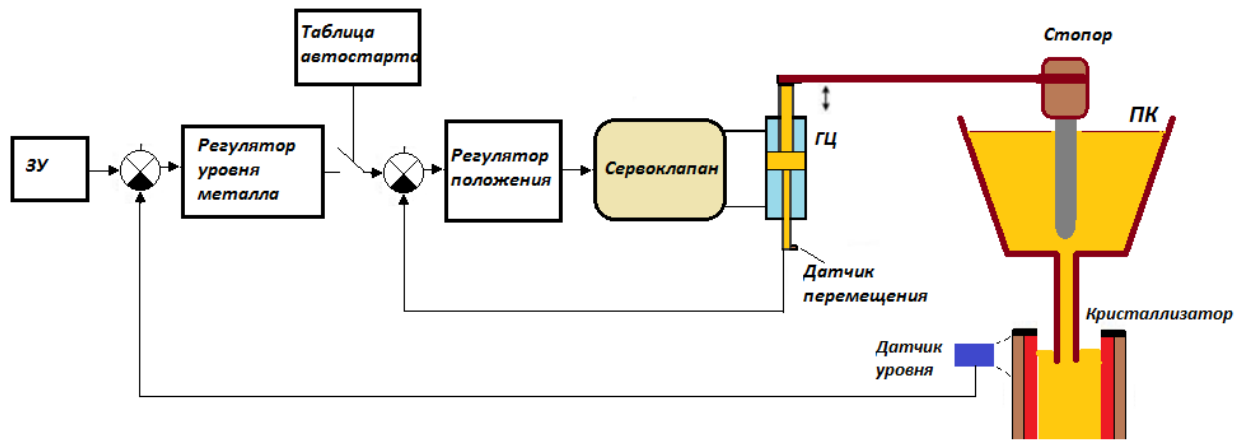 Таблица
автостарта
Стопор
ПК
ЗУ
Регулятор
уровня
металла
Регулятор
положения
Сервоклапан
ГЦ
Датчик
перемещения
Кристаллизатор
Датчик
уровня